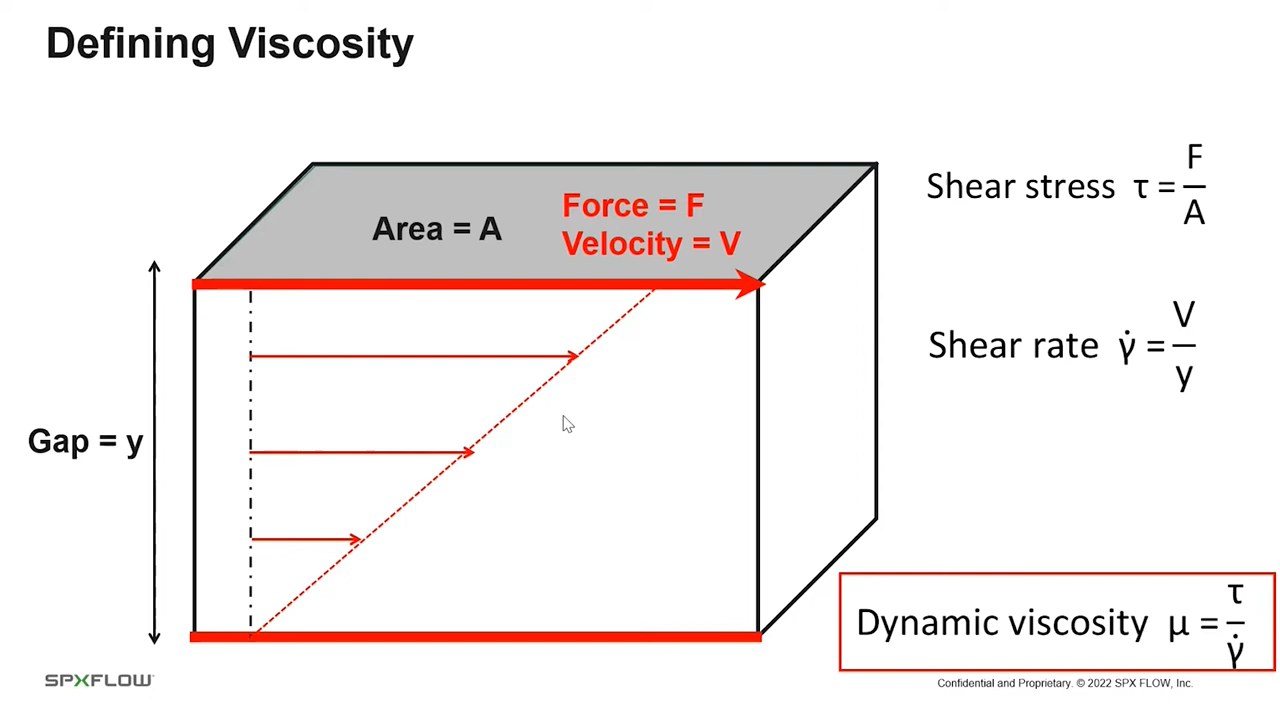 Defining Viscosity
Area = A
Force = F
Velocity = V
Gap = y
Shear stress τ = F/A
Shear rate γ̇ = V/y
Dynamic viscosity μ = τ/γ̇
SPXFLOW
Confidential and Proprietary. © 2022 SPX FLOW, Inc.